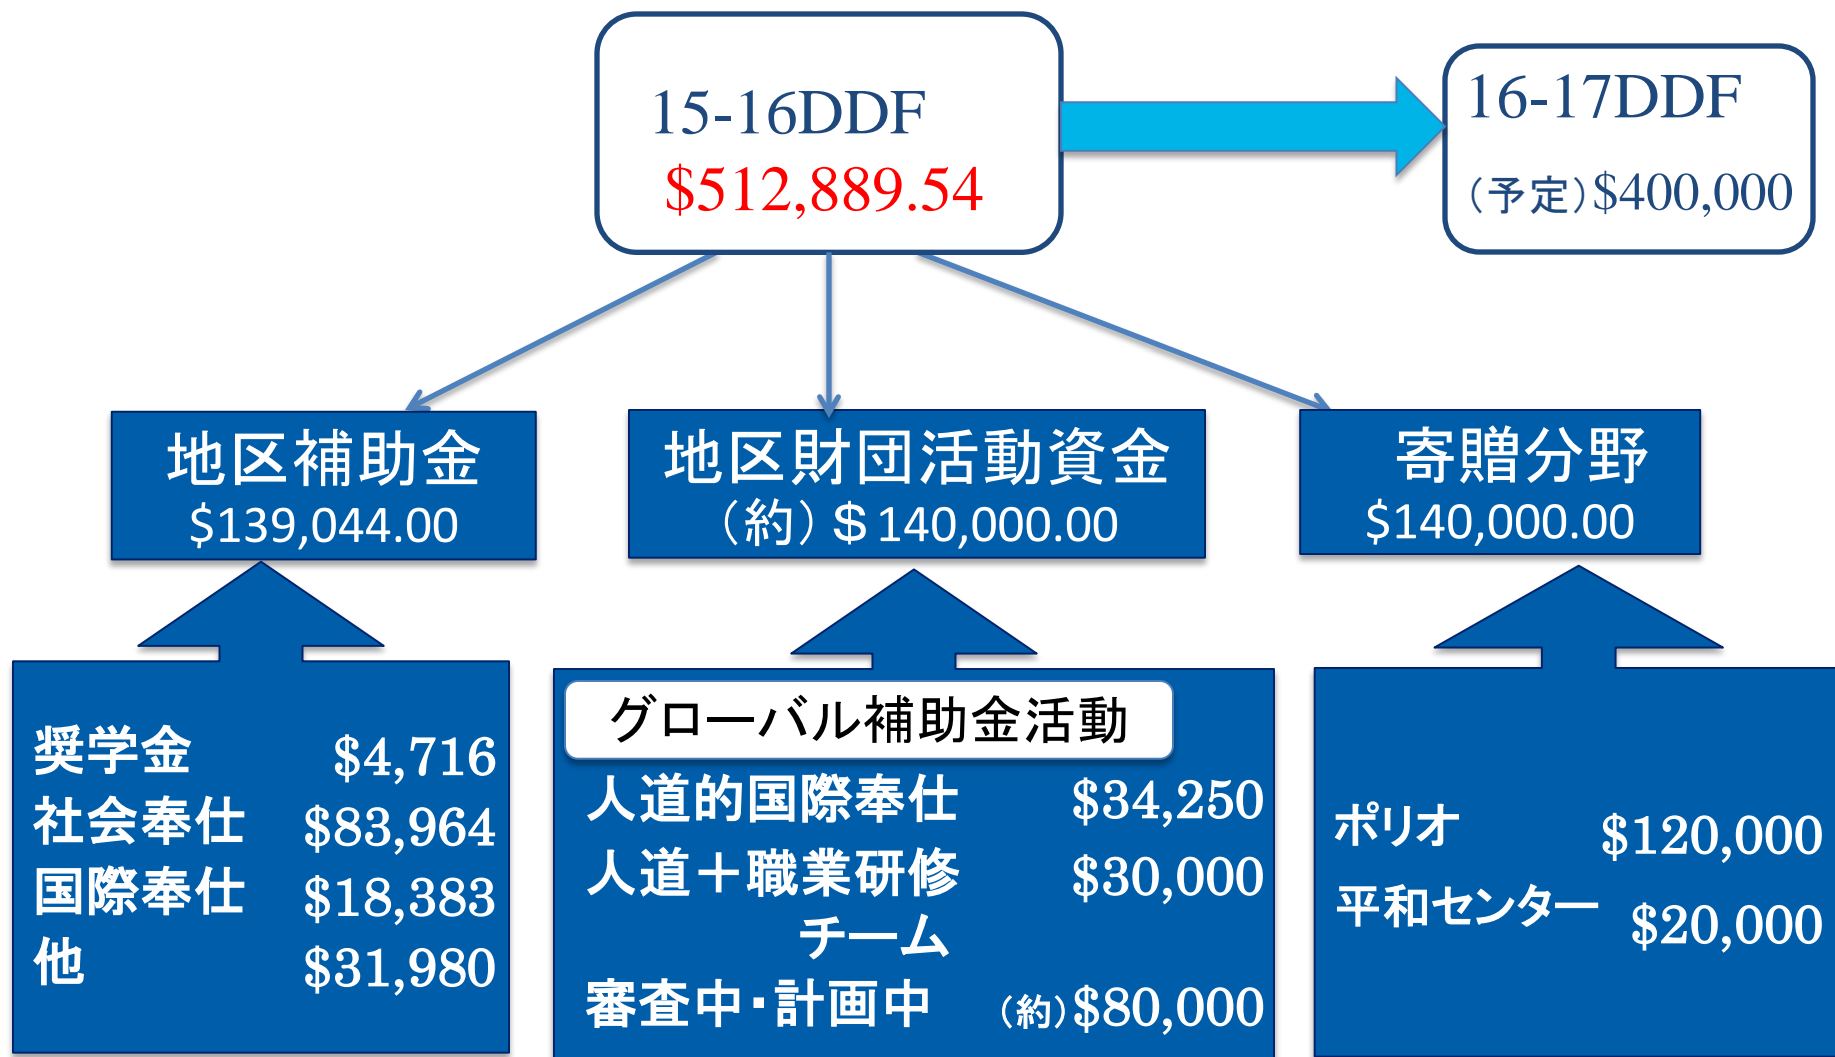 15-16DDF
$512,889.54
16-17DDF
（予定）$400,000
地区補助金
$139,044.00
地区財団活動資金
（約）＄140,000.00
寄贈分野
$140,000.00
奨学金 $4,716
社会奉仕 $83,964
国際奉仕 $18,383
他 $31,980
グローバル補助金活動
人道的国際奉仕 $34,250
人道＋職業研修 $30,000
チーム
審査中・計画中 （約）$80,000
ポリオ $120,000
平和センター $20,000